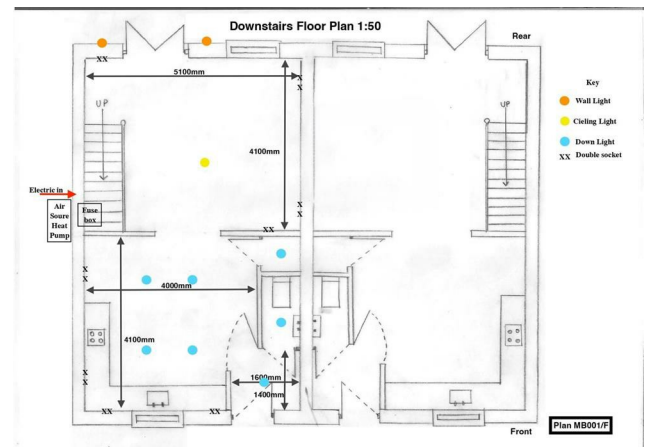 Downstairs Floor Plan 1:50
Rear
XX
5100mm
X
X
Key
Wall Light
Cieling Light
Down Light
XX Double socket
UP
UP
4100mm
Electric in
Air
Soure
Heat
Pump
Fuse
box
X
X
XX
X
X
4000mm
4100mm
X
X
1600mm
1400mm
XX
XX
Front
Plan MB001/F